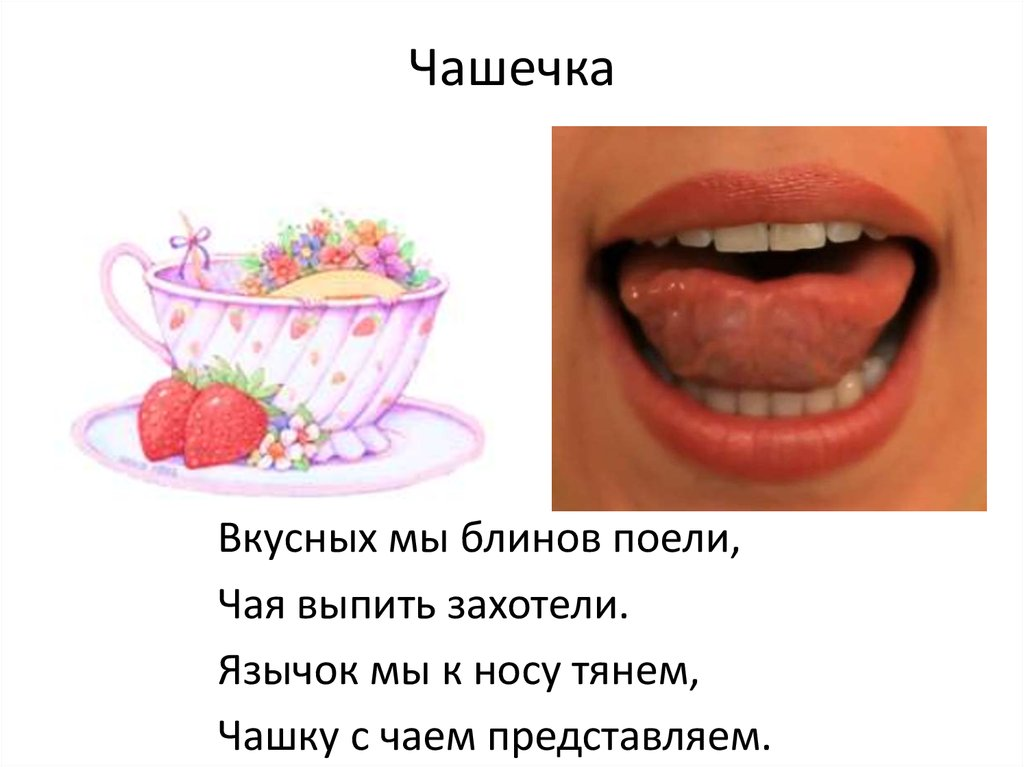 Чашечка
Вкусных мы блинов поели,
Чая выпить захотели.
Язычок мы к носу тянем,
Чашку с чаем представляем.